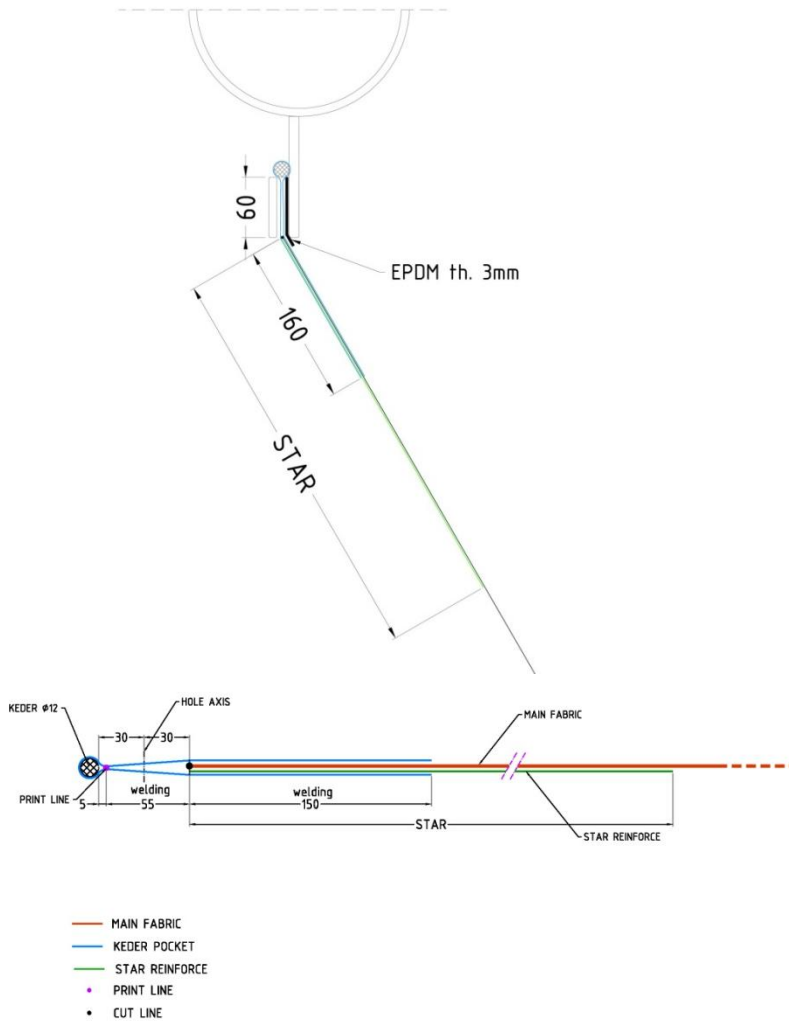 60
EPDM th. 3mm
160
STAR
KEDER ϕ12
HOLE AXIS
30
30
MAIN FABRIC
PRINT LINE
welding
welding
5
55
150
STAR
STAR REINFORCE
MAIN FABRIC
KEDER POCKET
STAR REINFORCE
PRINT LINE
CUT LINE